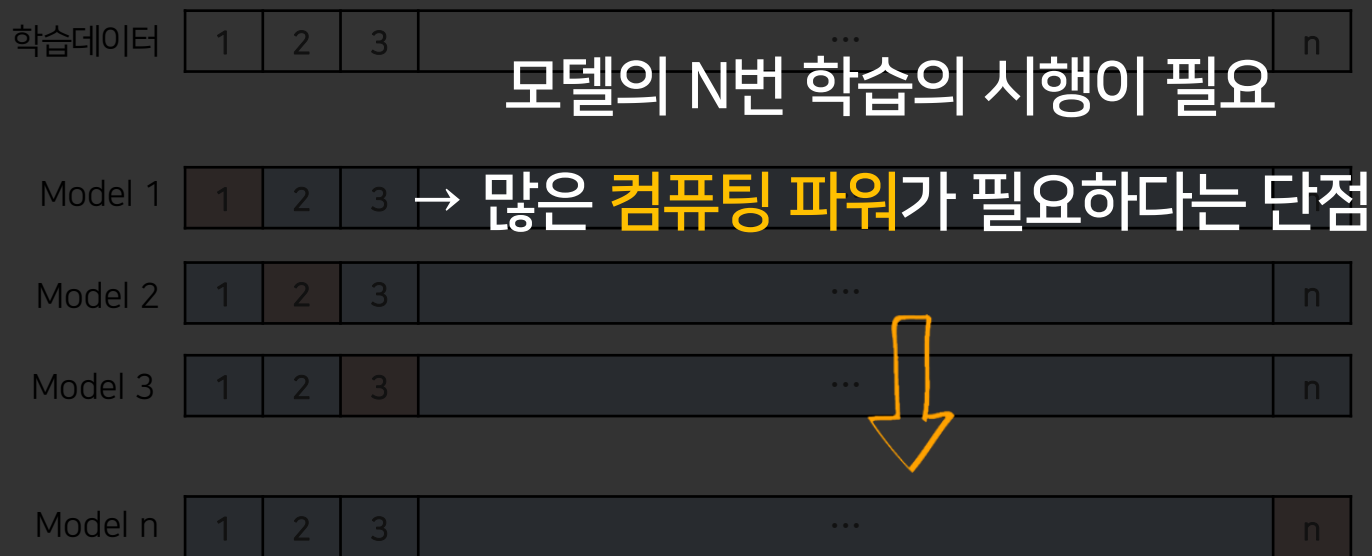 학습데이터 1 2 3 … n
모델의 N번 학습의 시행이 필요
Model 1 1 2 3 n
→ 많은 컴퓨팅 파워가 필요하다는 단점
Model 2 1 2 3 … n
Model 3 1 2 3 … n
Model n 1 2 3 … n